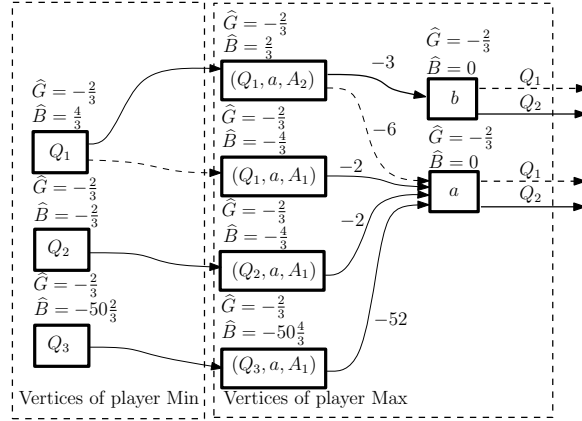 Ĝ = −2/3
B̂ = 4/3
Q₁
Ĝ = −2/3
B̂ = −2/3
Q₂
Ĝ = −2/3
B̂ = −50 2/3
Q₃
Vertices of player Min
Ĝ = −2/3
B̂ = 2/3
(Q₁, a, A₂)
Ĝ = −2/3
B̂ = −4/3
(Q₁, a, A₁)
Ĝ = −2/3
B̂ = −4/3
(Q₂, a, A₁)
Ĝ = −2/3
B̂ = −50 4/3
(Q₃, a, A₁)
Vertices of player Max
−3
−6
−2
−2
−52
Ĝ = −2/3
B̂ = 0
b
Q₁
Q₂
Ĝ = −2/3
B̂ = 0
a
Q₁
Q₂